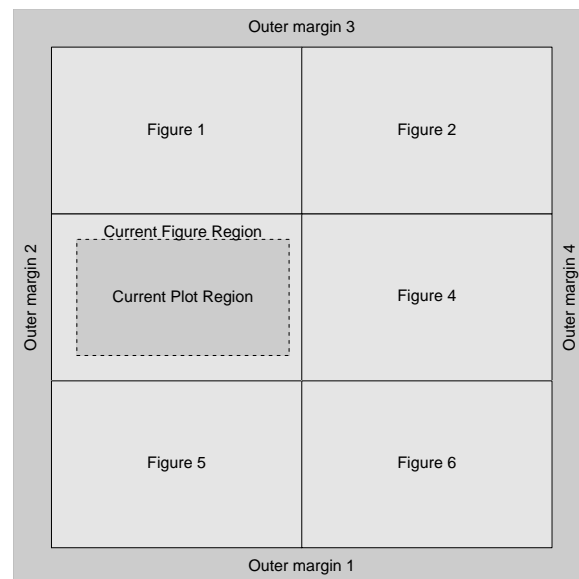 Outer margin 3
Figure 1
Figure 2
Outer margin 2
Current Figure Region
Current Plot Region
Figure 4
Outer margin 4
Figure 5
Figure 6
Outer margin 1